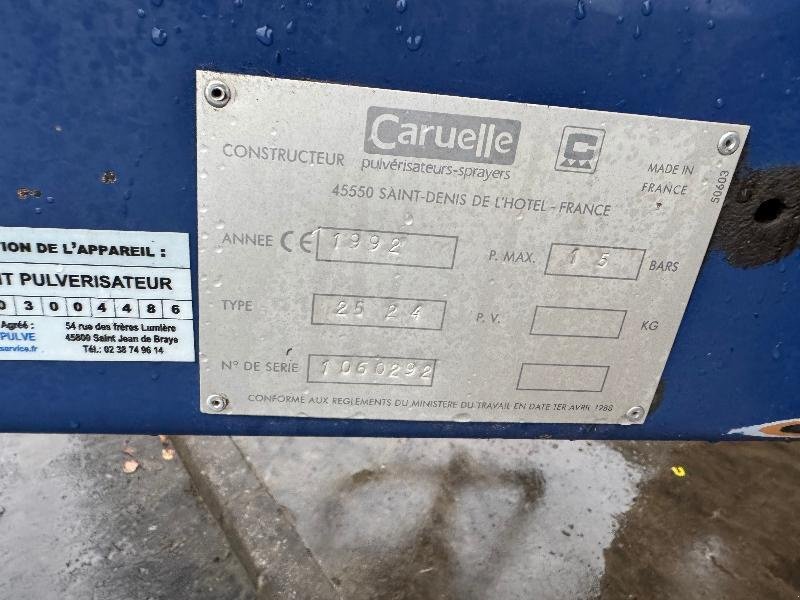 Caruelle
CONSTRUCTEUR pulvérisateurs-sprayers
MADE IN FRANCE
50603
45550 SAINT-DENIS DE L'HOTEL - FRANCE
ANNEE CE 1992 P. MAX. 15 BARS
TYPE 25 24 P.V. KG
N° DE SERIE 1060292
CONFORME AUX REGLEMENTS DU MINISTERE DU TRAVAIL EN DATE 1ER AVRIL 1988
TION DE L'APPAREIL :
T PULVERISATEUR
0 3 0 0 4 4 8 6
Agréé : 54 rue des frères Lumière
PULVE 45800 Saint Jean de Braye
service.fr Tél.: 02 38 74 96 14